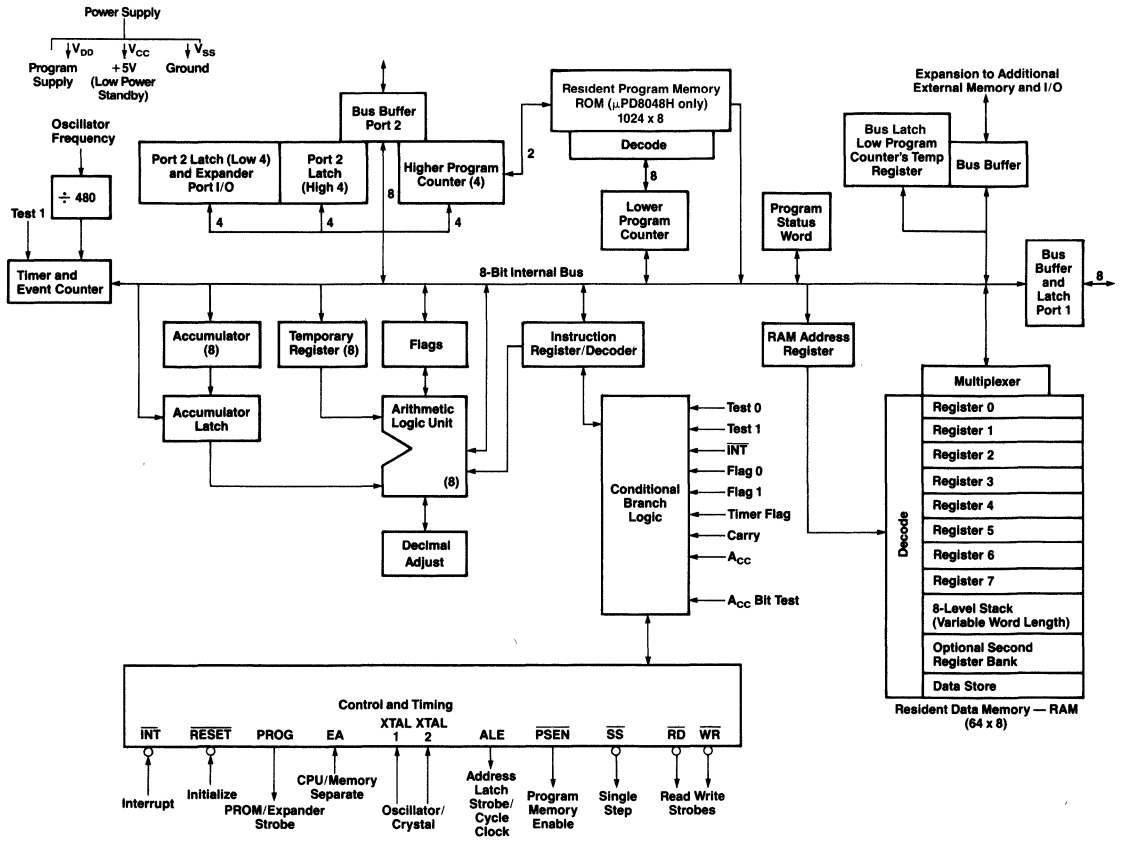 Power Supply
VDD
VCC
VSS
Program
Supply
+5V
(Low Power
Standby)
Ground
Oscillator
Frequency
÷ 480
Test 1
Timer and
Event Counter
Bus Buffer
Port 2
Port 2 Latch (Low 4)
and Expander
Port I/O
Port 2
Latch
(High 4)
Higher Program
Counter (4)
4
4
8
4
2
Resident Program Memory
ROM (μPD8048H only)
1024 x 8
Decode
8
Lower
Program
Counter
Program
Status
Word
Expansion to Additional
External Memory and I/O
Bus Latch
Low Program
Counter's Temp
Register
Bus Buffer
Bus
Buffer
and
Latch
Port 1
8
8-Bit Internal Bus
Accumulator
(8)
Temporary
Register (8)
Flags
Instruction
Register/Decoder
RAM Address
Register
Accumulator
Latch
Arithmetic
Logic Unit
(8)
Decimal
Adjust
Conditional
Branch
Logic
Test 0
Test 1
INT
Flag 0
Flag 1
Timer Flag
Carry
ACC
ACC Bit Test
Multiplexer
Decode
Register 0
Register 1
Register 2
Register 3
Register 4
Register 5
Register 6
Register 7
8-Level Stack
(Variable Word Length)
Optional Second
Register Bank
Data Store
Resident Data Memory — RAM
(64 x 8)
Control and Timing
INT
RESET
PROG
EA
XTAL
1
XTAL
2
ALE
PSEN
SS
RD
WR
Interrupt
Initialize
PROM/Expander
Strobe
CPU/Memory
Separate
Oscillator/
Crystal
Address
Latch
Strobe/
Cycle
Clock
Program
Memory
Enable
Single
Step
Read Write
Strobes